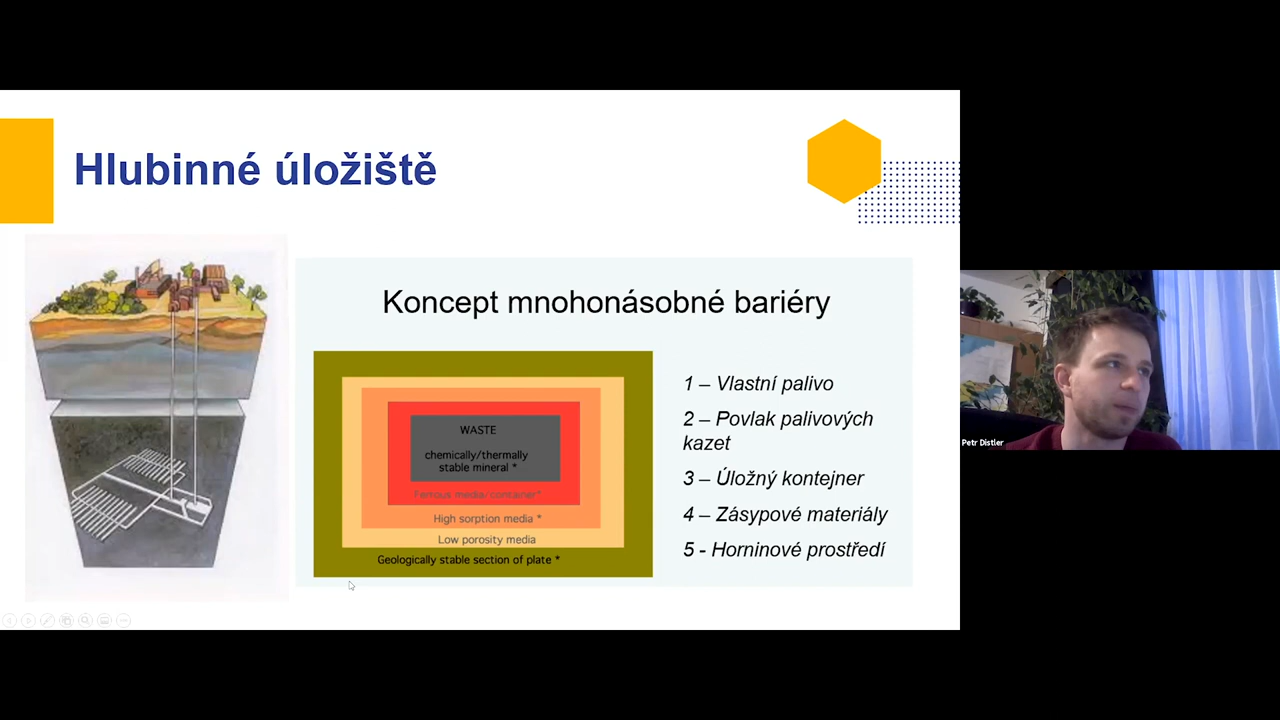 Hlubinné úložiště
Koncept mnohonásobné bariéry
WASTE
chemically/thermally
stable mineral *
Ferrous media/container*
High sorption media *
Low porosity media
Geologically stable section of plate *
1 – Vlastní palivo
2 – Povlak palivových
kazet
3 – Úložný kontejner
4 – Zásypové materiály
5 - Horninové prostředí
Petr Distler